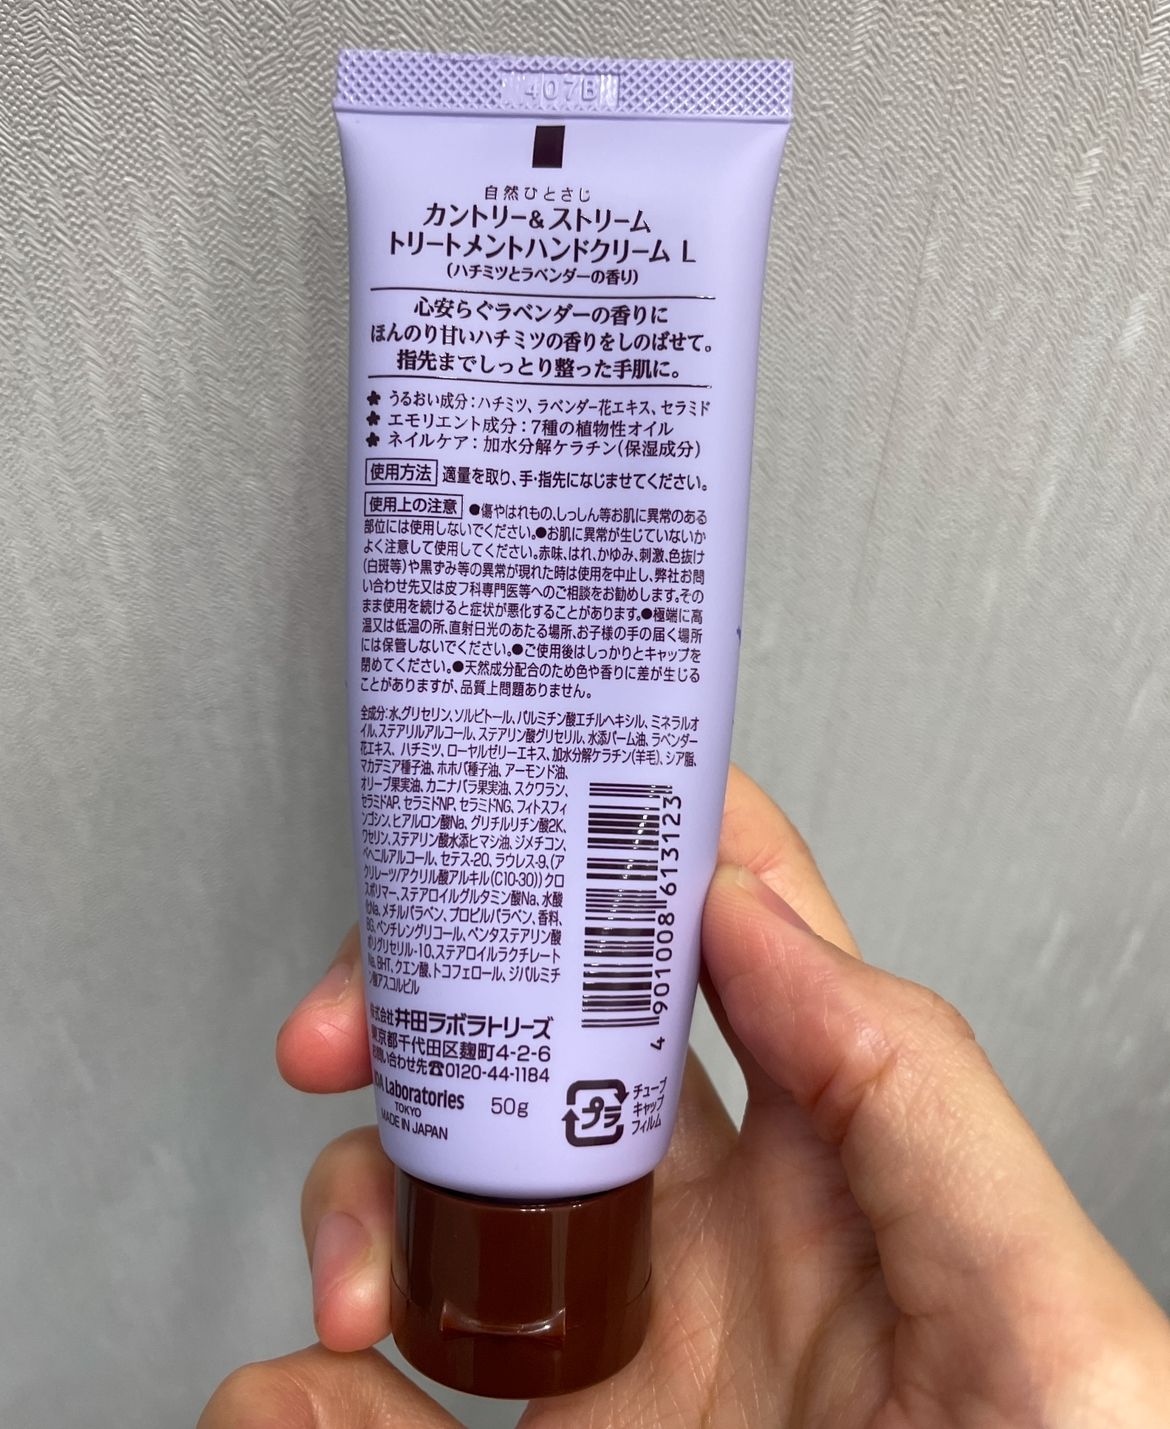 407B
自然ひとさじ
カントリー&ストリーム
トリートメントハンドクリーム L
(ハチミツとラベンダーの香り)
心安らぐラベンダーの香りに
ほんのり甘いハチミツの香りをしのばせて。
指先までしっとり整った手肌に。
うるおい成分:ハチミツ、ラベンダー花エキス、セラミド
エモリエント成分:7種の植物性オイル
ネイルケア:加水分解ケラチン(保湿成分)
使用方法 適量を取り、手・指先になじませてください。
使用上の注意 ●傷やはれもの、しっしん等お肌に異常のある
部位には使用しないでください。●お肌に異常が生じていないか
よく注意して使用してください。赤味、はれ、かゆみ、刺激、色抜け
(白斑等)や黒ずみ等の異常が現れた時は使用を中止し、弊社お問
い合わせ先又は皮フ科専門医等へのご相談をお勧めします。その
まま使用を続けると症状が悪化することがあります。●極端に高
温又は低温の所、直射日光のあたる場所、お子様の手の届く場所
には保管しないでください。●ご使用後はしっかりとキャップを
閉めてください。●天然成分配合のため色や香りに差が生じる
ことがありますが、品質上問題ありません。
全成分:水、グリセリン、ソルビトール、パルミチン酸エチルヘキシル、ミネラルオ
イル、ステアリルアルコール、ステアリン酸グリセリル、水添パーム油、ラベンダー
花エキス、ハチミツ、ローヤルゼリーエキス、加水分解ケラチン(羊毛)、シア脂、
マカデミア種子油、ホホバ種子油、アーモンド油、
オリーブ果実油、カニナバラ果実油、スクワラン、
セラミドAP、セラミドNP、セラミドNG、フィトスフィ
ンゴシン、ヒアルロン酸Na、グリチルリチン酸2K、
ワセリン、ステアリン酸水添ヒマシ油、ジメチコン、
ベヘニルアルコール、セテス-20、ラウレス-9、(ア
クリレーツ/アクリル酸アルキル(C10-30))クロ
スポリマー、ステアロイルグルタミン酸Na、水酸
化Na、メチルパラベン、プロピルパラベン、香料、
BG、ペンチレングリコール、ペンタステアリン酸
ポリグリセリル-10、ステアロイルラクチレート
Na、BHT、クエン酸、トコフェロール、ジパルミチ
ン酸アスコルビル
4 901008 613123
株式会社 井田ラボラトリーズ
東京都千代田区麹町4-2-6
お問い合わせ先☎0120-44-1184
IDA Laboratories
TOKYO
MADE IN JAPAN
50g
プラ
チューブ
キャップ
フィルム